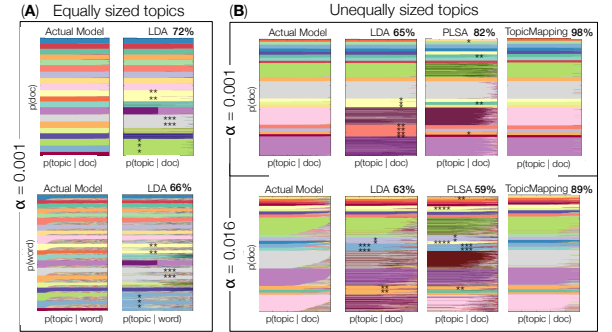 (A) Equally sized topics
(B) Unequally sized topics
Actual Model
LDA 72%
p(doc)
**
**
***
***
*
*
p(topic | doc)
p(topic | doc)
α = 0.001
Actual Model
LDA 66%
p(word)
**
**
***
***
*
*
p(topic | word)
p(topic | word)
Actual Model
LDA 65%
PLSA 82%
TopicMapping 98%
α = 0.001
p(doc)
*
*
***
***
***
*
**
**
*
p(topic | doc)
p(topic | doc)
p(topic | doc)
p(topic | doc)
Actual Model
LDA 63%
PLSA 59%
TopicMapping 89%
α = 0.016
p(doc)
*
*
***
***
**
**
**
****
*
****
***
***
**
p(topic | doc)
p(topic | doc)
p(topic | doc)
p(topic | doc)